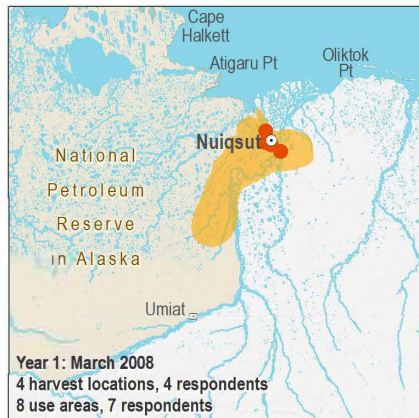 Cape
Halkett
Oliktok
Pt
Atigaru Pt
Nuiqsut
National
Petroleum
Reserve
in Alaska
Umiat
Year 1: March 2008
4 harvest locations, 4 respondents
8 use areas, 7 respondents